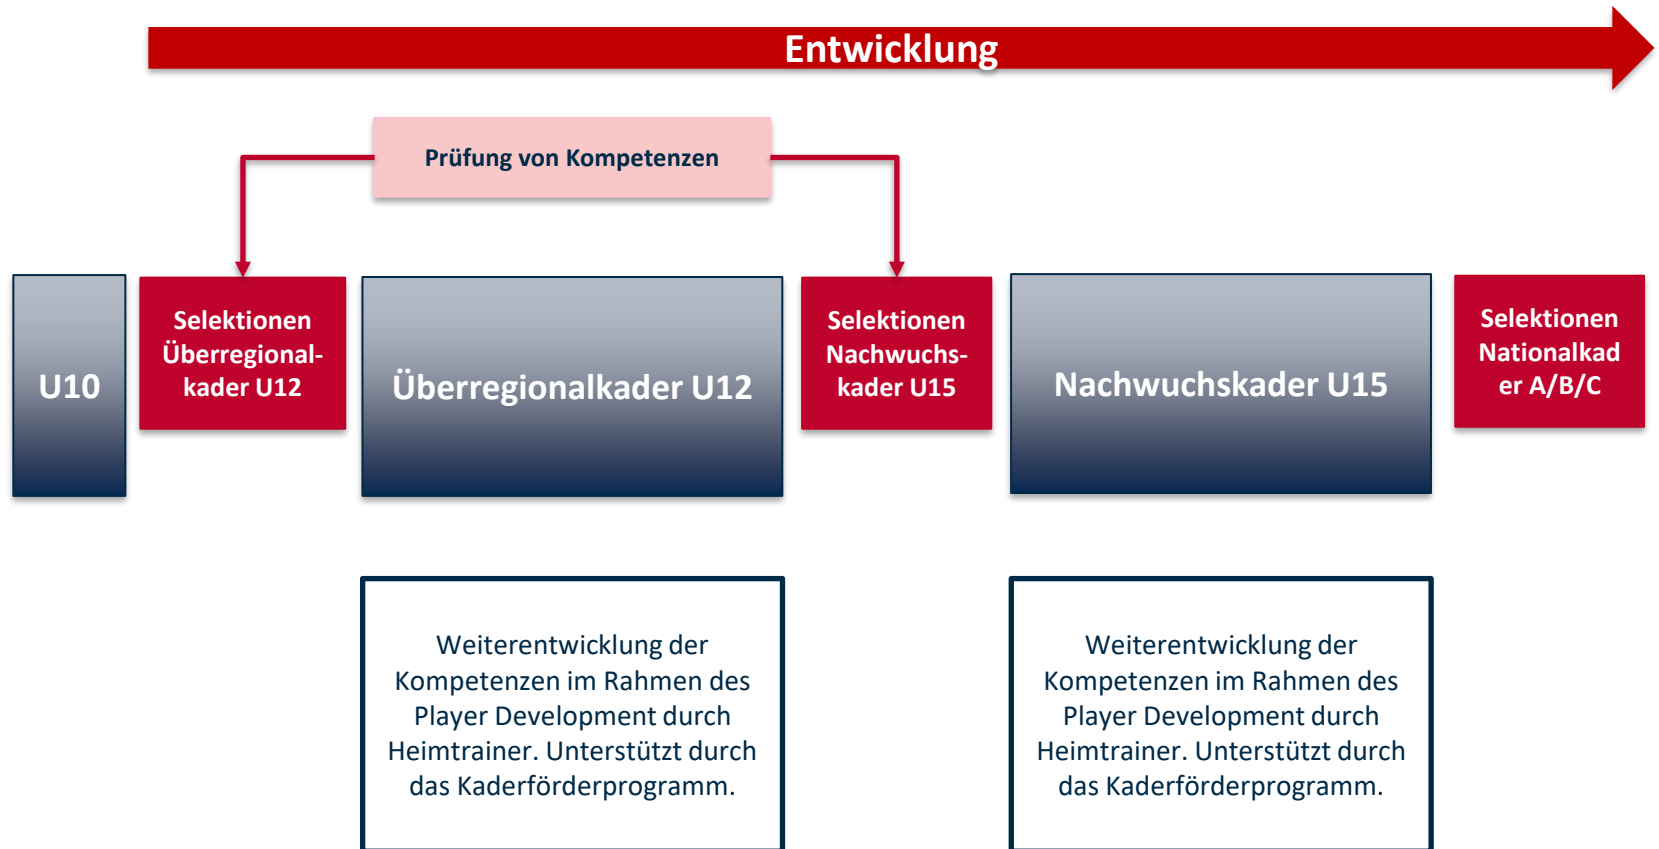 Entwicklung
Prüfung von Kompetenzen
U10
Selektionen
Überregional-
kader U12
Überregionalkader U12
Selektionen
Nachwuchs-
kader U15
Nachwuchskader U15
Selektionen
Nationalkad
er A/B/C
Weiterentwicklung der
Kompetenzen im Rahmen des
Player Development durch
Heimtrainer. Unterstützt durch
das Kaderförderprogramm.
Weiterentwicklung der
Kompetenzen im Rahmen des
Player Development durch
Heimtrainer. Unterstützt durch
das Kaderförderprogramm.